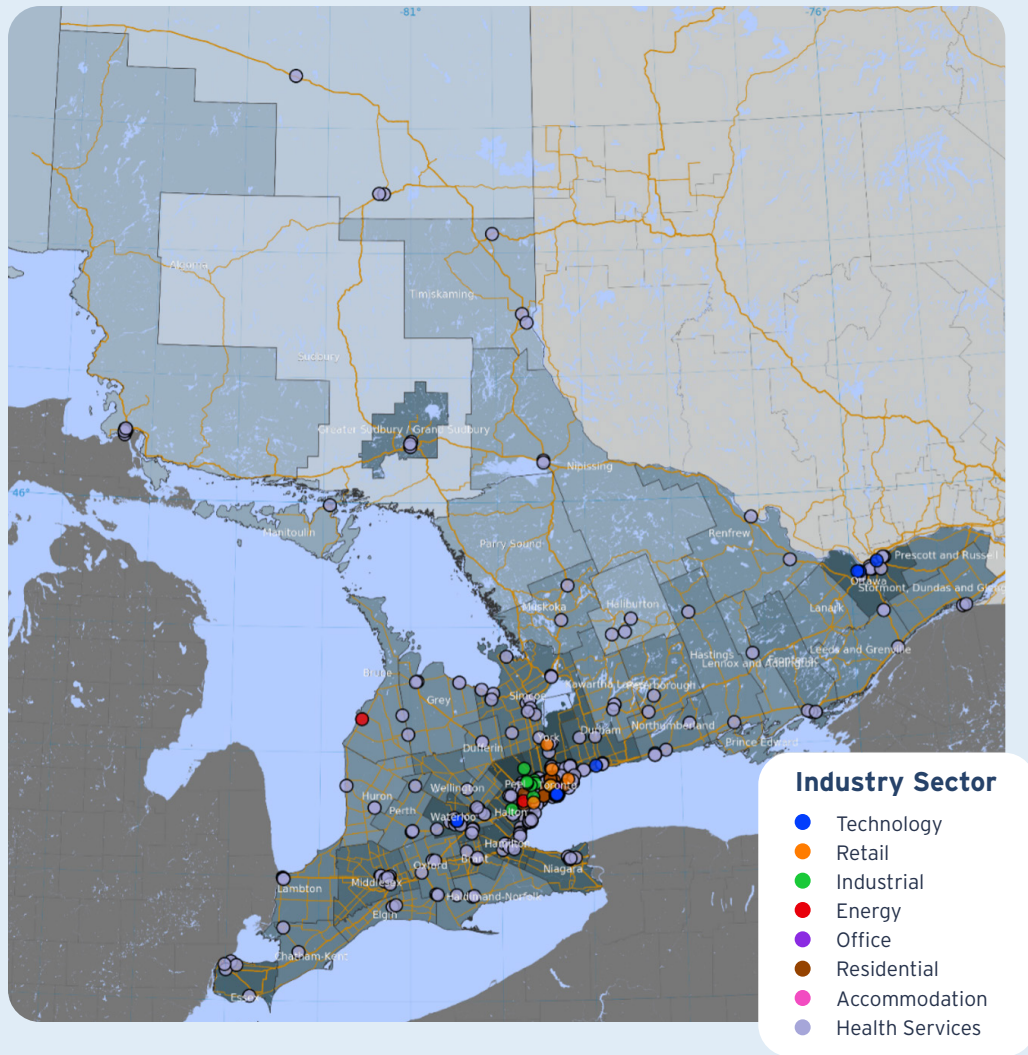 -81°
-76°
Algoma
Timiskaming
Sudbury
Greater Sudbury / Grand Sudbury
Nipissing
46°
Manitoulin
Parry Sound
Renfrew
Prescott and Russell
Ottawa
Stormont, Dundas and Glen
Muskoka
Haliburton
Lanark
Hastings
Leeds and Grenville
Lennox and Addington
Frontenac
Bruce
Grey
Simcoe
Kawartha Lakes
Peterborough
Northumberland
York
Durham
Dufferin
Prince Edward
Peel
Toronto
Wellington
Huron
Perth
Waterloo
Halton
Hamilton
Brant
Oxford
Niagara
Lambton
Middlesex
Haldimand-Norfolk
Elgin
Chatham-Kent
Essex
Industry Sector
Technology
Retail
Industrial
Energy
Office
Residential
Accommodation
Health Services